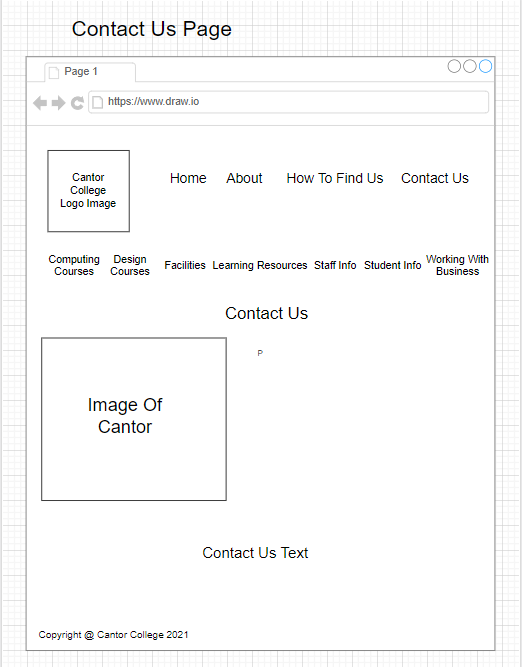 Contact Us Page
Page 1
https://www.draw.io
Cantor
College
Logo Image
Home About How To Find Us Contact Us
Computing
Courses
Design
Courses
Facilities
Learning Resources
Staff Info
Student Info
Working With
Business
Contact Us
Image Of
Cantor
P
Contact Us Text
Copyright @ Cantor College 2021